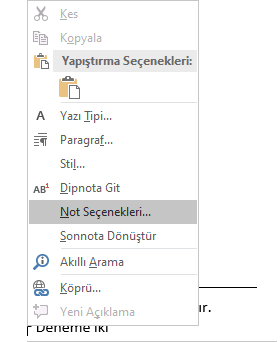 Kes
Kopyala
Yapıştırma Seçenekleri:
A Yazı Tipi...
Paragraf...
Stil...
AB¹ Dipnota Git
Not Seçenekleri...
Sonnota Dönüştür
Akıllı Arama
Köprü...
ır.
Yeni Açıklama
Deneme iki